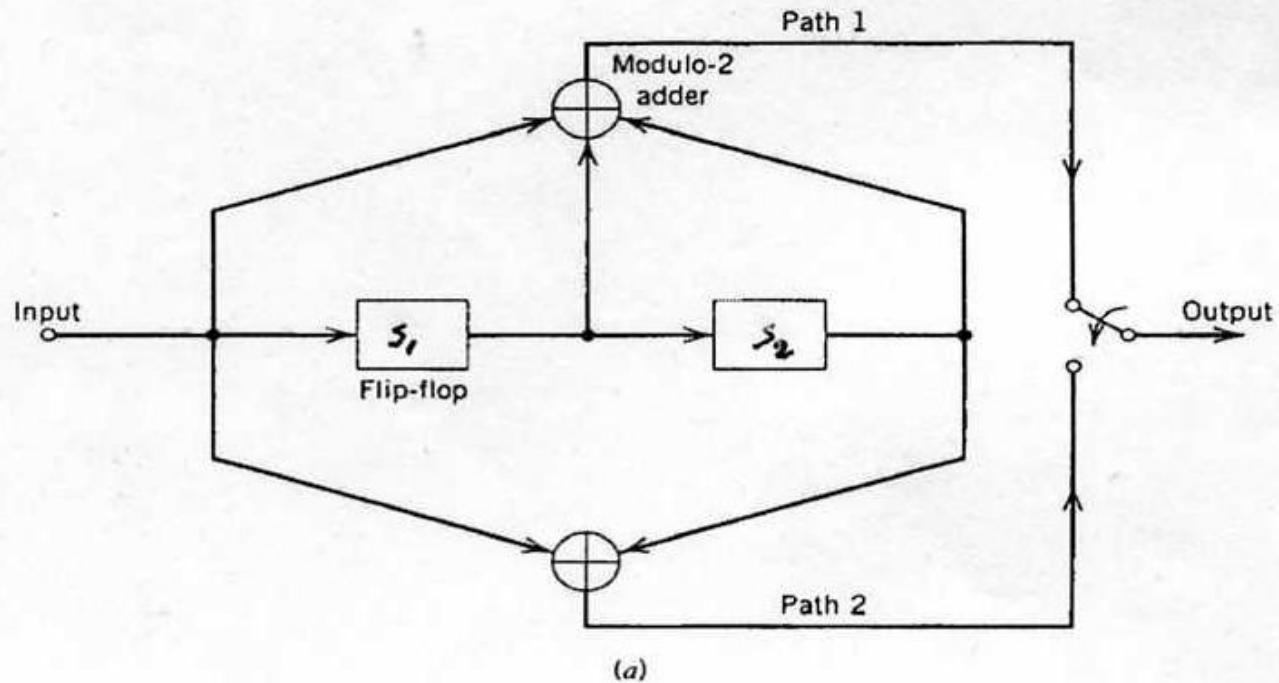 Path 1
Modulo-2
adder
Input
S1
S2
Output
Flip-flop
Path 2
(a)